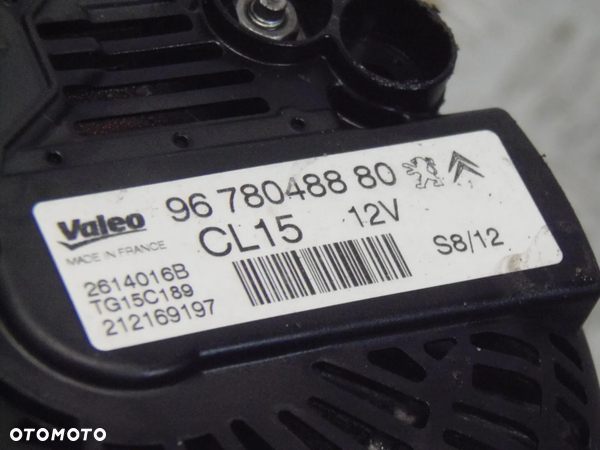 Valeo
MADE IN FRANCE
96 780488 80
CL15 12V
S8/12
2614016B
TG15C189
212169197
OTOMOTO